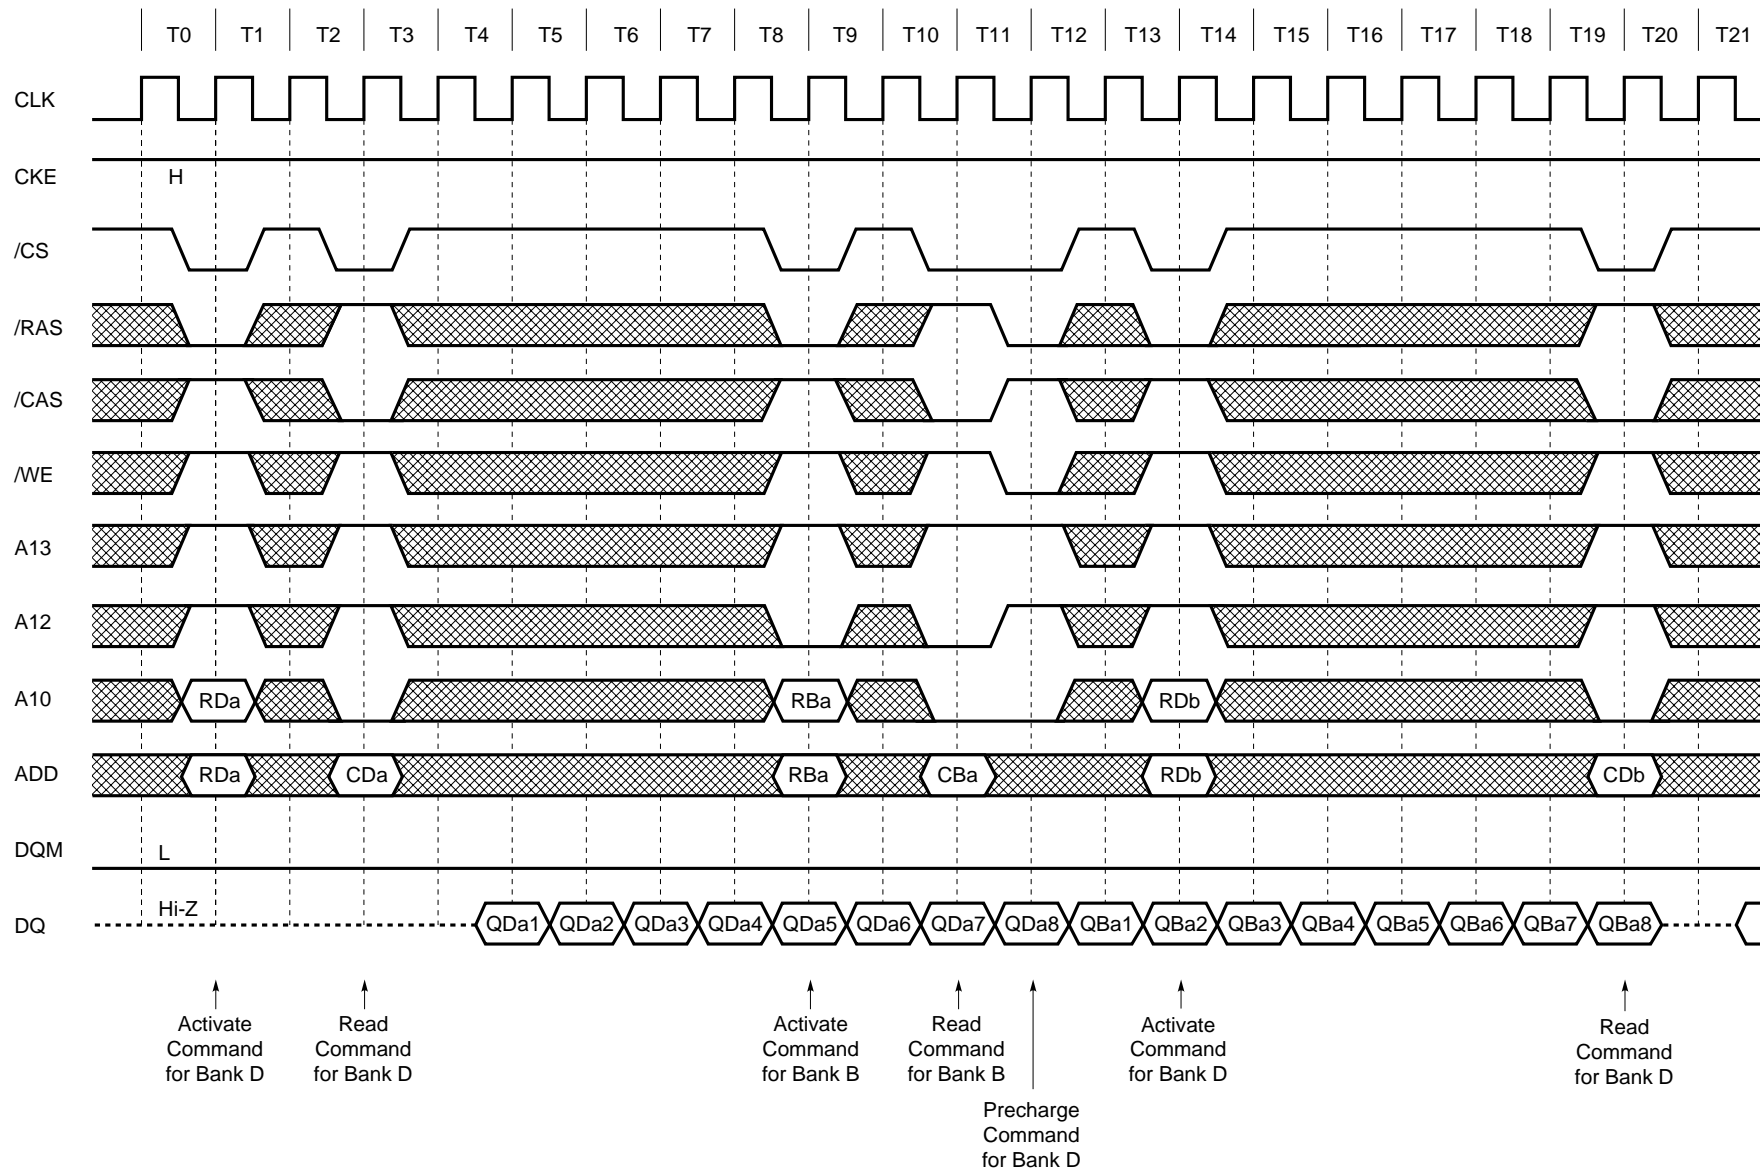 T0 T1 T2 T3 T4 T5 T6 T7 T8 T9 T10 T11 T12 T13 T14 T15 T16 T17 T18 T19 T20 T21
CLK
CKE H
/CS
/RAS
/CAS
/WE
A13
A12
A10 RDa RBa RDb
ADD RDa CDa RBa CBa RDb CDb
DQM L
DQ Hi-Z QDa1 QDa2 QDa3 QDa4 QDa5 QDa6 QDa7 QDa8 QBa1 QBa2 QBa3 QBa4 QBa5 QBa6 QBa7 QBa8
Activate
Command
for Bank D
Read
Command
for Bank D
Activate
Command
for Bank B
Read
Command
for Bank B
Precharge
Command
for Bank D
Activate
Command
for Bank D
Read
Command
for Bank D